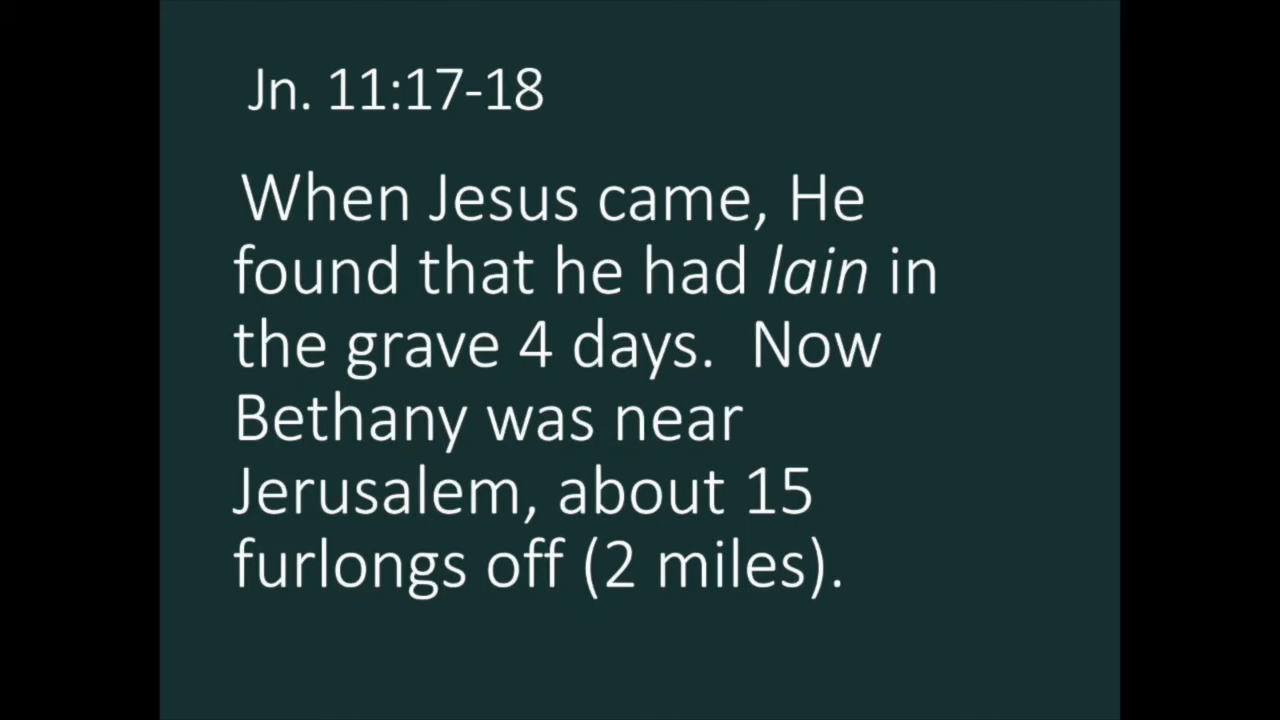 Jn. 11:17-18
When Jesus came, He
found that he had lain in
the grave 4 days.  Now
Bethany was near
Jerusalem, about 15
furlongs off (2 miles).